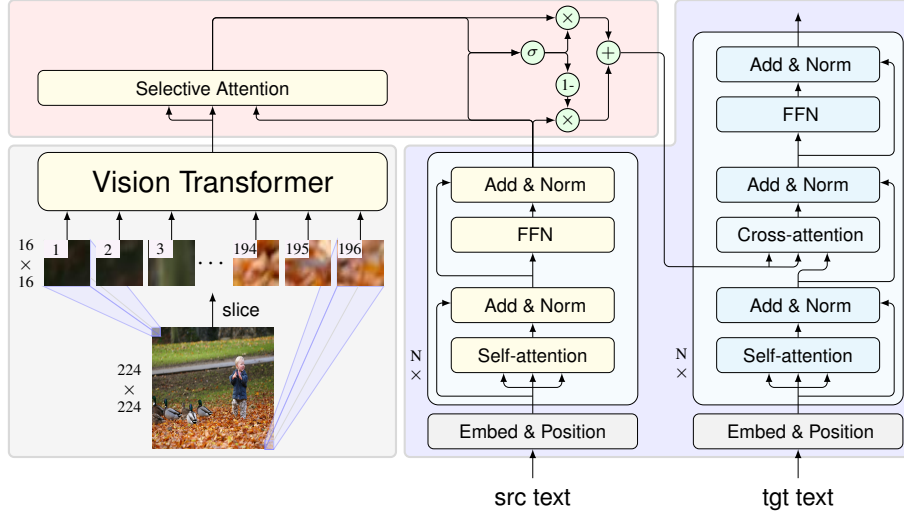 Selective Attention
σ
×
1-
×
+
Vision Transformer
16
×
16
1
2
3
...
194
195
196
slice
224
×
224
Add & Norm
FFN
Add & Norm
Self-attention
N
×
Embed & Position
src text
Add & Norm
FFN
Add & Norm
Cross-attention
Add & Norm
Self-attention
N
×
Embed & Position
tgt text